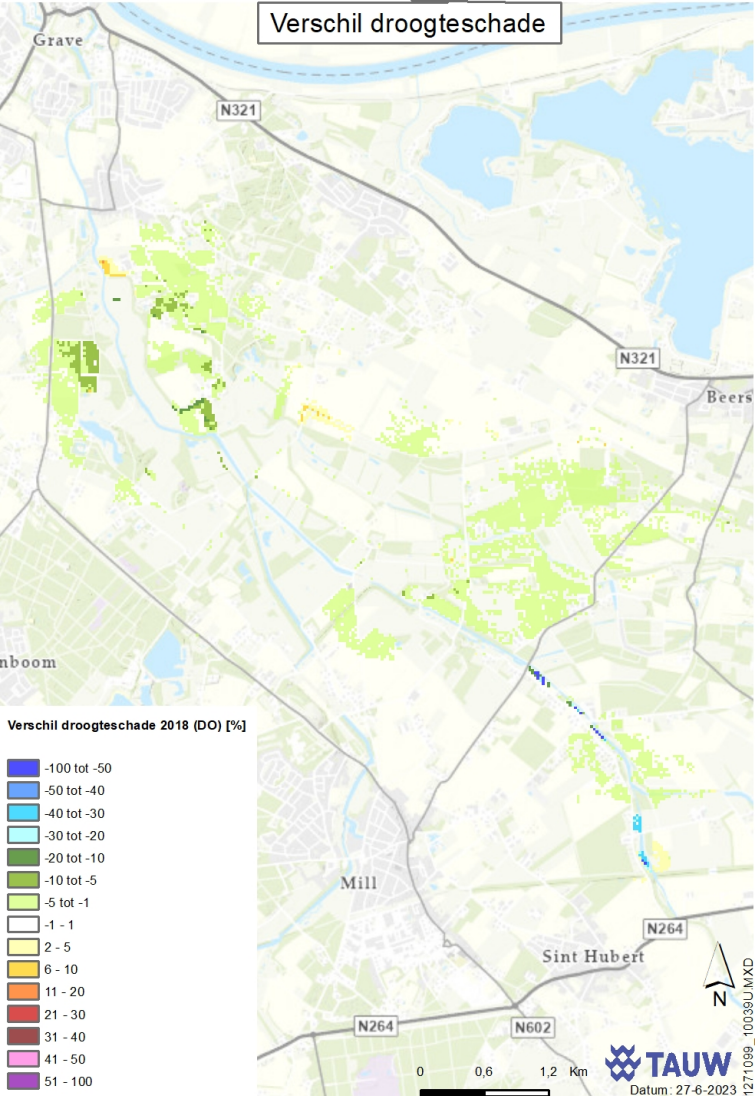 Verschil droogteschade
Grave
N321
N321
Beers
nboom
Verschil droogteschade 2018 (DO) [%]
-100 tot -50
-50 tot -40
-40 tot -30
-30 tot -20
-20 tot -10
-10 tot -5
-5 tot -1
-1 - 1
2 - 5
6 - 10
11 - 20
21 - 30
31 - 40
41 - 50
51 - 100
Mill
N264
Sint Hubert
N
N264
N602
0 0,6 1,2 Km
TAUW
Datum: 27-6-2023
1271099_10039U.MXD